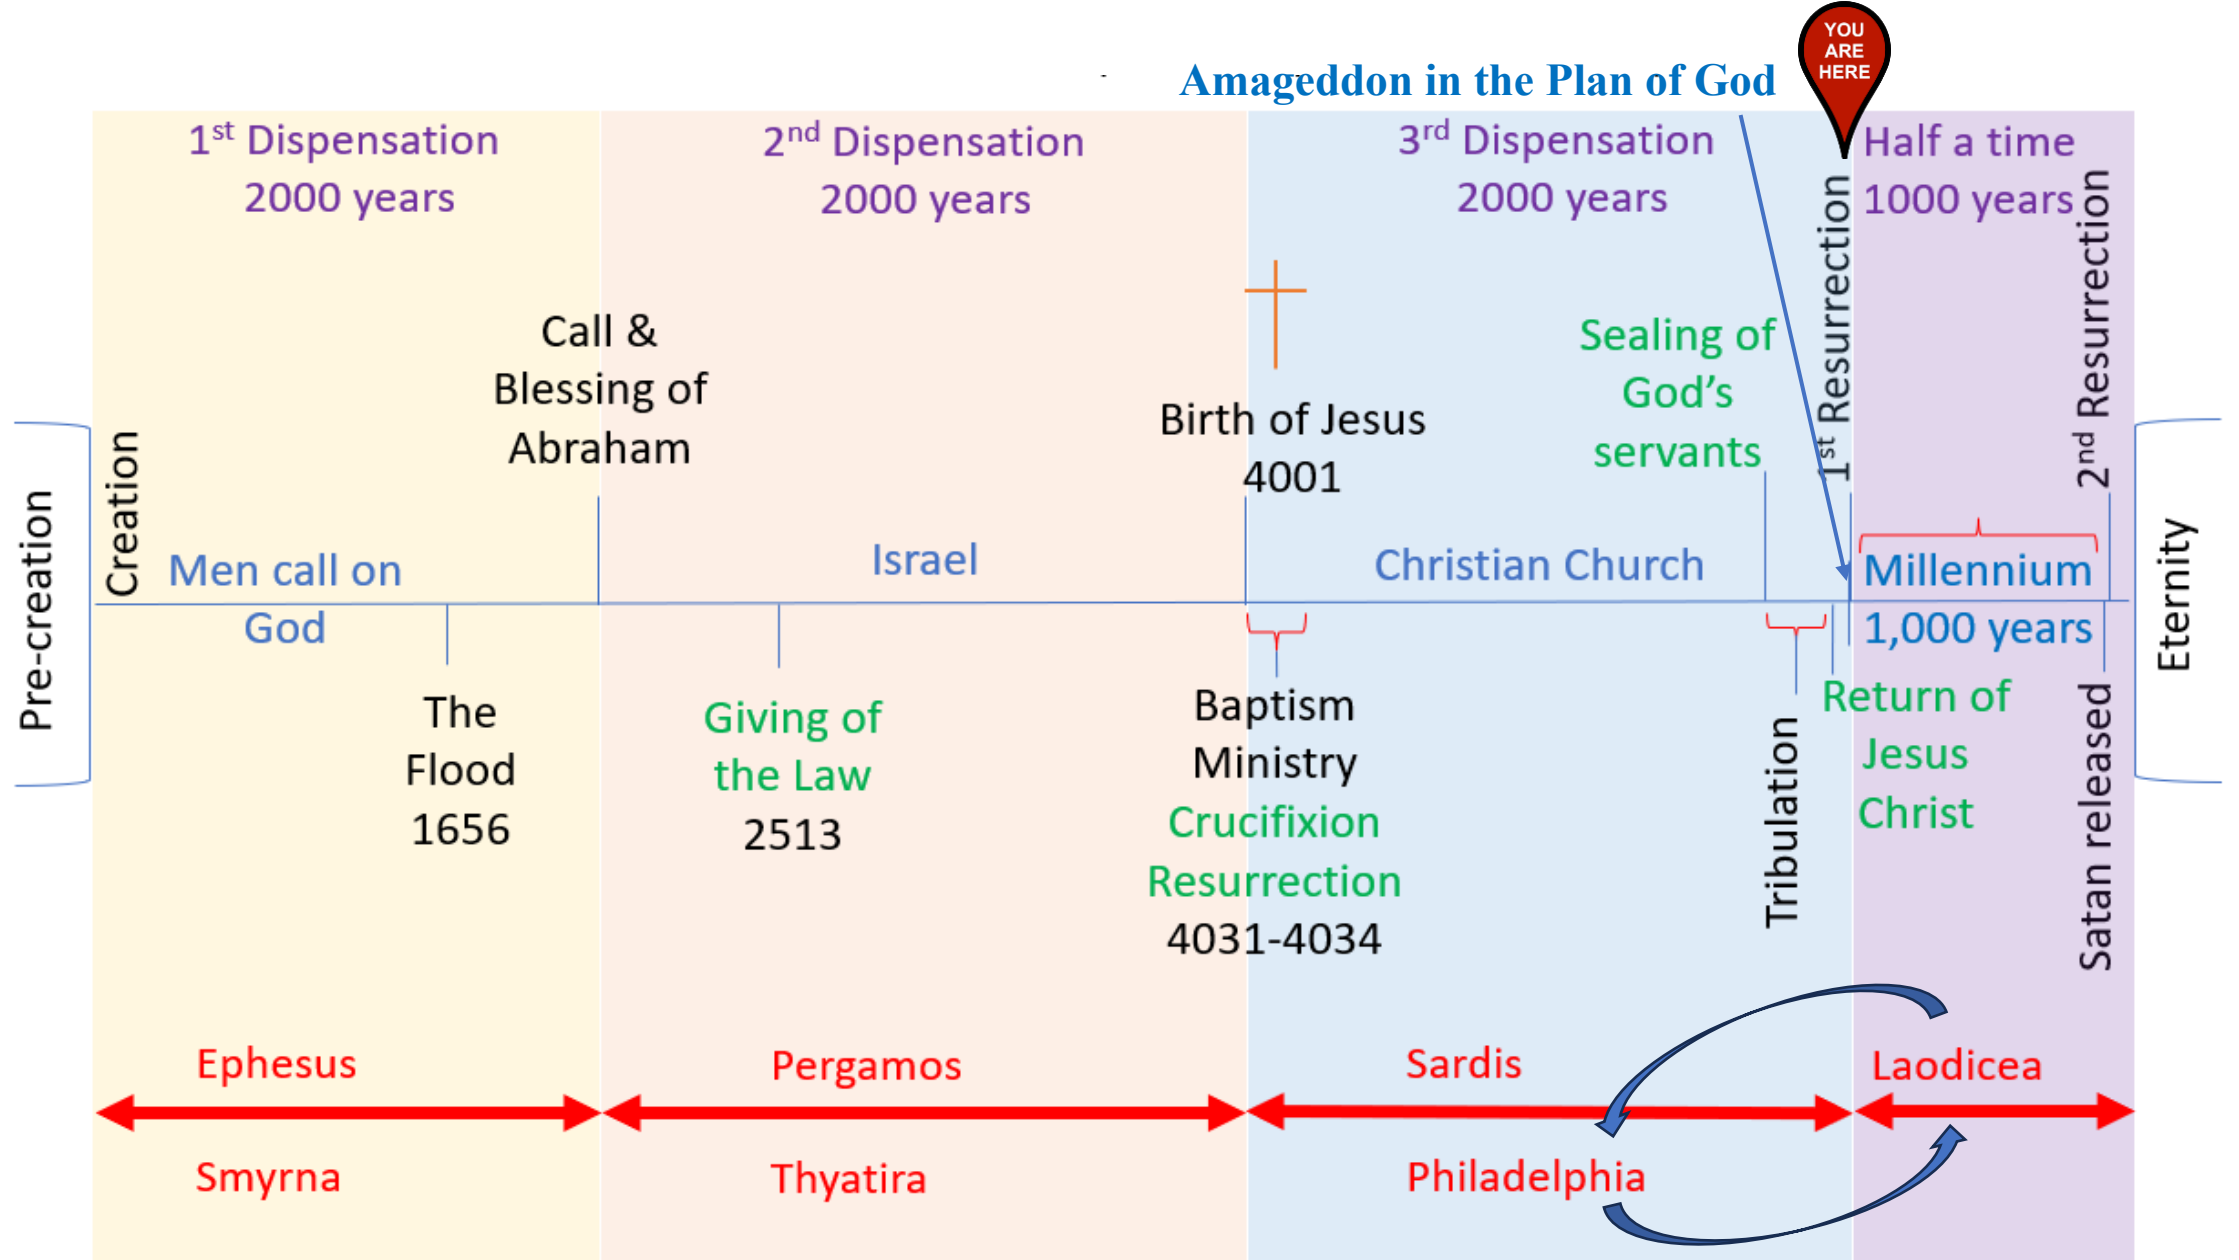 YOU
ARE
HERE
Amageddon in the Plan of God
1st Dispensation
2000 years
2nd Dispensation
2000 years
3rd Dispensation
2000 years
Half a time
1000 years
Pre-creation
Creation
Men call on
God
Call &
Blessing of
Abraham
The
Flood
1656
Israel
Giving of
the Law
2513
Birth of Jesus
4001
Baptism
Ministry
Crucifixion
Resurrection
4031-4034
Christian Church
Sealing of
God’s
servants
Tribulation
1st Resurrection
Return of
Jesus
Christ
Millennium
1,000 years
2nd Resurrection
Satan released
Eternity
Ephesus
Smyrna
Pergamos
Thyatira
Sardis
Philadelphia
Laodicea